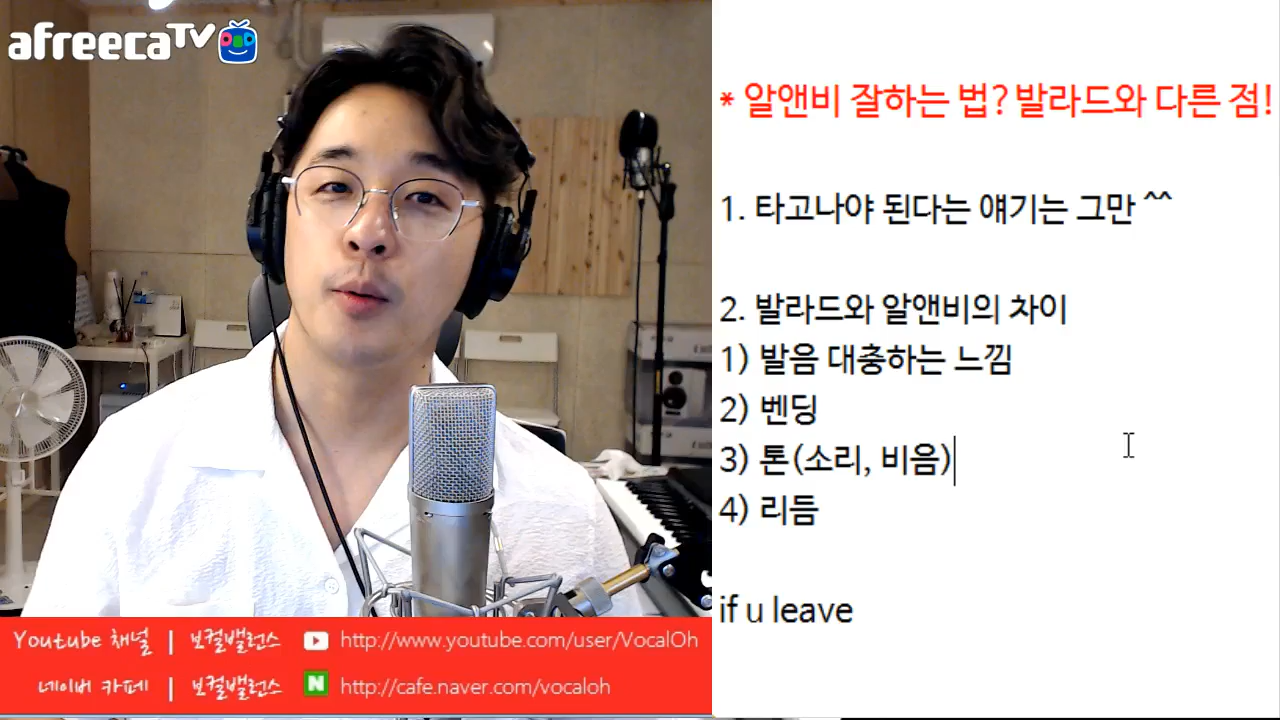 afreecaTV
* 알앤비 잘하는 법? 발라드와 다른 점!
1. 타고나야 된다는 얘기는 그만 ^^
2. 발라드와 알앤비의 차이
1) 발음 대충하는 느낌
2) 벤딩
3) 톤(소리, 비음)
4) 리듬
if u leave
Youtube 채널 | 보컬밸런스 http://www.youtube.com/user/VocalOh
네이버 카페 | 보컬밸런스 N http://cafe.naver.com/vocaloh